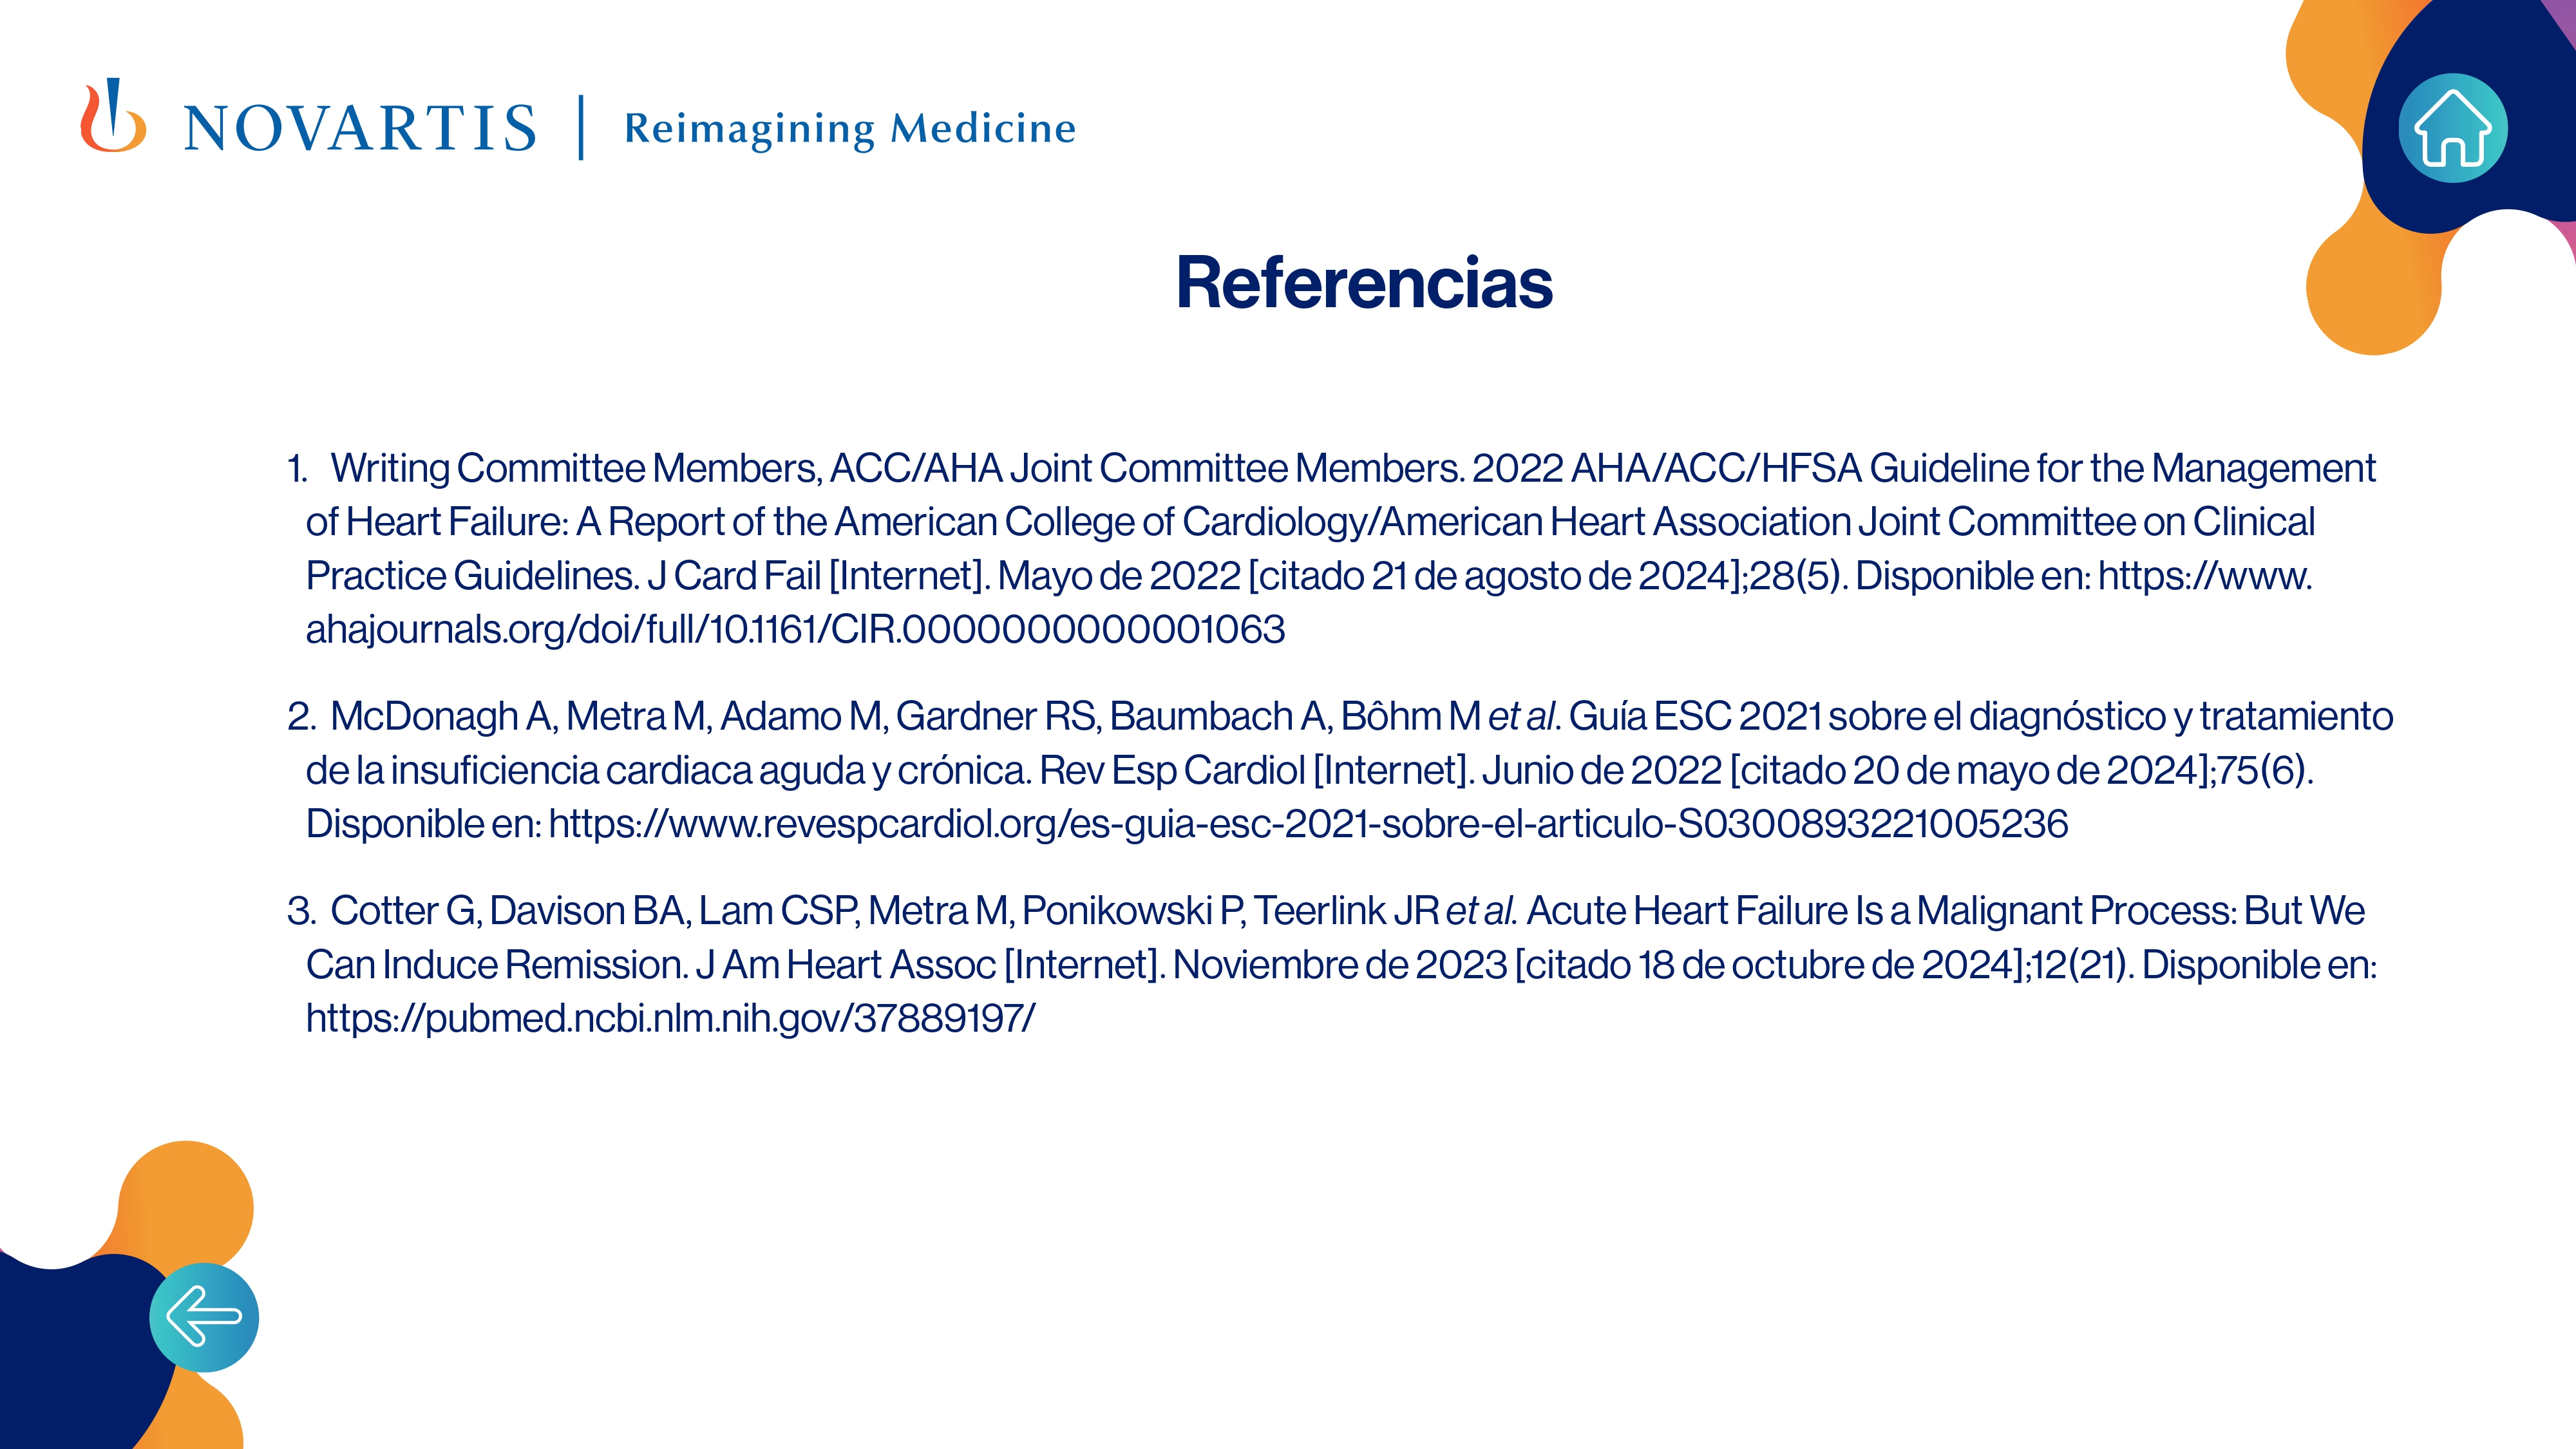 NOVARTIS | Reimagining Medicine
Referencias
1. Writing Committee Members, ACC/AHA Joint Committee Members. 2022 AHA/ACC/HFSA Guideline for the Management
of Heart Failure: A Report of the American College of Cardiology/American Heart Association Joint Committee on Clinical
Practice Guidelines. J Card Fail [Internet]. Mayo de 2022 [citado 21 de agosto de 2024];28(5). Disponible en: https://www.
ahajournals.org/doi/full/10.1161/CIR.0000000000001063
2. McDonagh A, Metra M, Adamo M, Gardner RS, Baumbach A, Bôhm M et al. Guía ESC 2021 sobre el diagnóstico y tratamiento
de la insuficiencia cardiaca aguda y crónica. Rev Esp Cardiol [Internet]. Junio de 2022 [citado 20 de mayo de 2024];75(6).
Disponible en: https://www.revespcardiol.org/es-guia-esc-2021-sobre-el-articulo-S0300893221005236
3. Cotter G, Davison BA, Lam CSP, Metra M, Ponikowski P, Teerlink JR et al. Acute Heart Failure Is a Malignant Process: But We
Can Induce Remission. J Am Heart Assoc [Internet]. Noviembre de 2023 [citado 18 de octubre de 2024];12(21). Disponible en:
https://pubmed.ncbi.nlm.nih.gov/37889197/